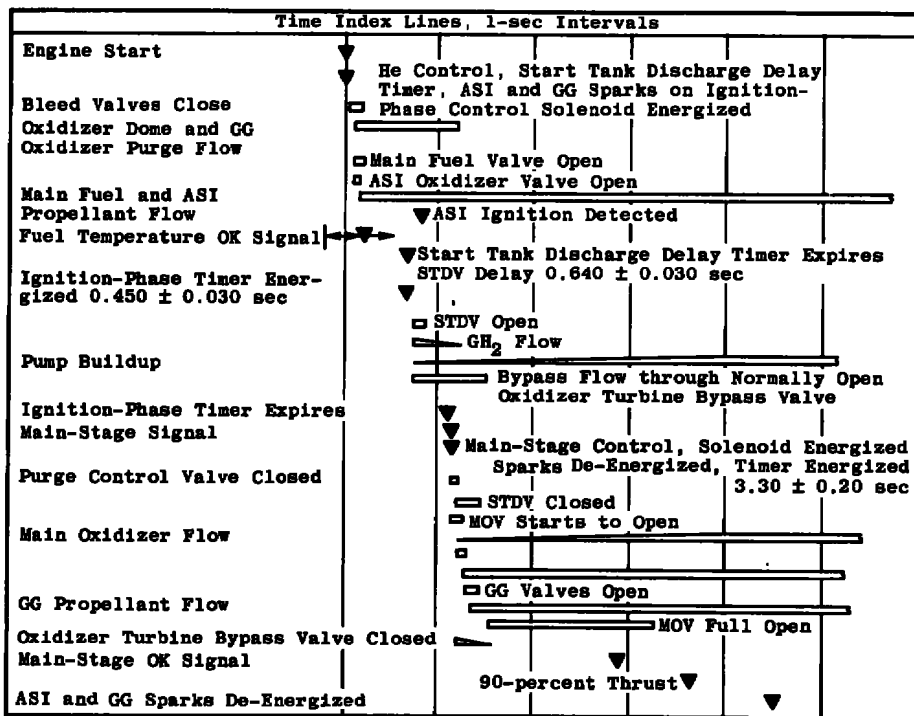 Time Index Lines, 1-sec Intervals
Engine Start
He Control, Start Tank Discharge Delay
Timer, ASI and GG Sparks on Ignition-
Phase Control Solenoid Energized
Bleed Valves Close
Oxidizer Dome and GG
Oxidizer Purge Flow
Main Fuel Valve Open
ASI Oxidizer Valve Open
Main Fuel and ASI
Propellant Flow
ASI Ignition Detected
Fuel Temperature OK Signal
Start Tank Discharge Delay Timer Expires
STDV Delay 0.640 ± 0.030 sec
Ignition-Phase Timer Ener-
gized 0.450 ± 0.030 sec
STDV Open
GH2 Flow
Pump Buildup
Bypass Flow through Normally Open
Oxidizer Turbine Bypass Valve
Ignition-Phase Timer Expires
Main-Stage Signal
Main-Stage Control, Solenoid Energized
Sparks De-Energized, Timer Energized
3.30 ± 0.20 sec
Purge Control Valve Closed
STDV Closed
MOV Starts to Open
Main Oxidizer Flow
GG Valves Open
GG Propellant Flow
MOV Full Open
Oxidizer Turbine Bypass Valve Closed
Main-Stage OK Signal
90-percent Thrust
ASI and GG Sparks De-Energized